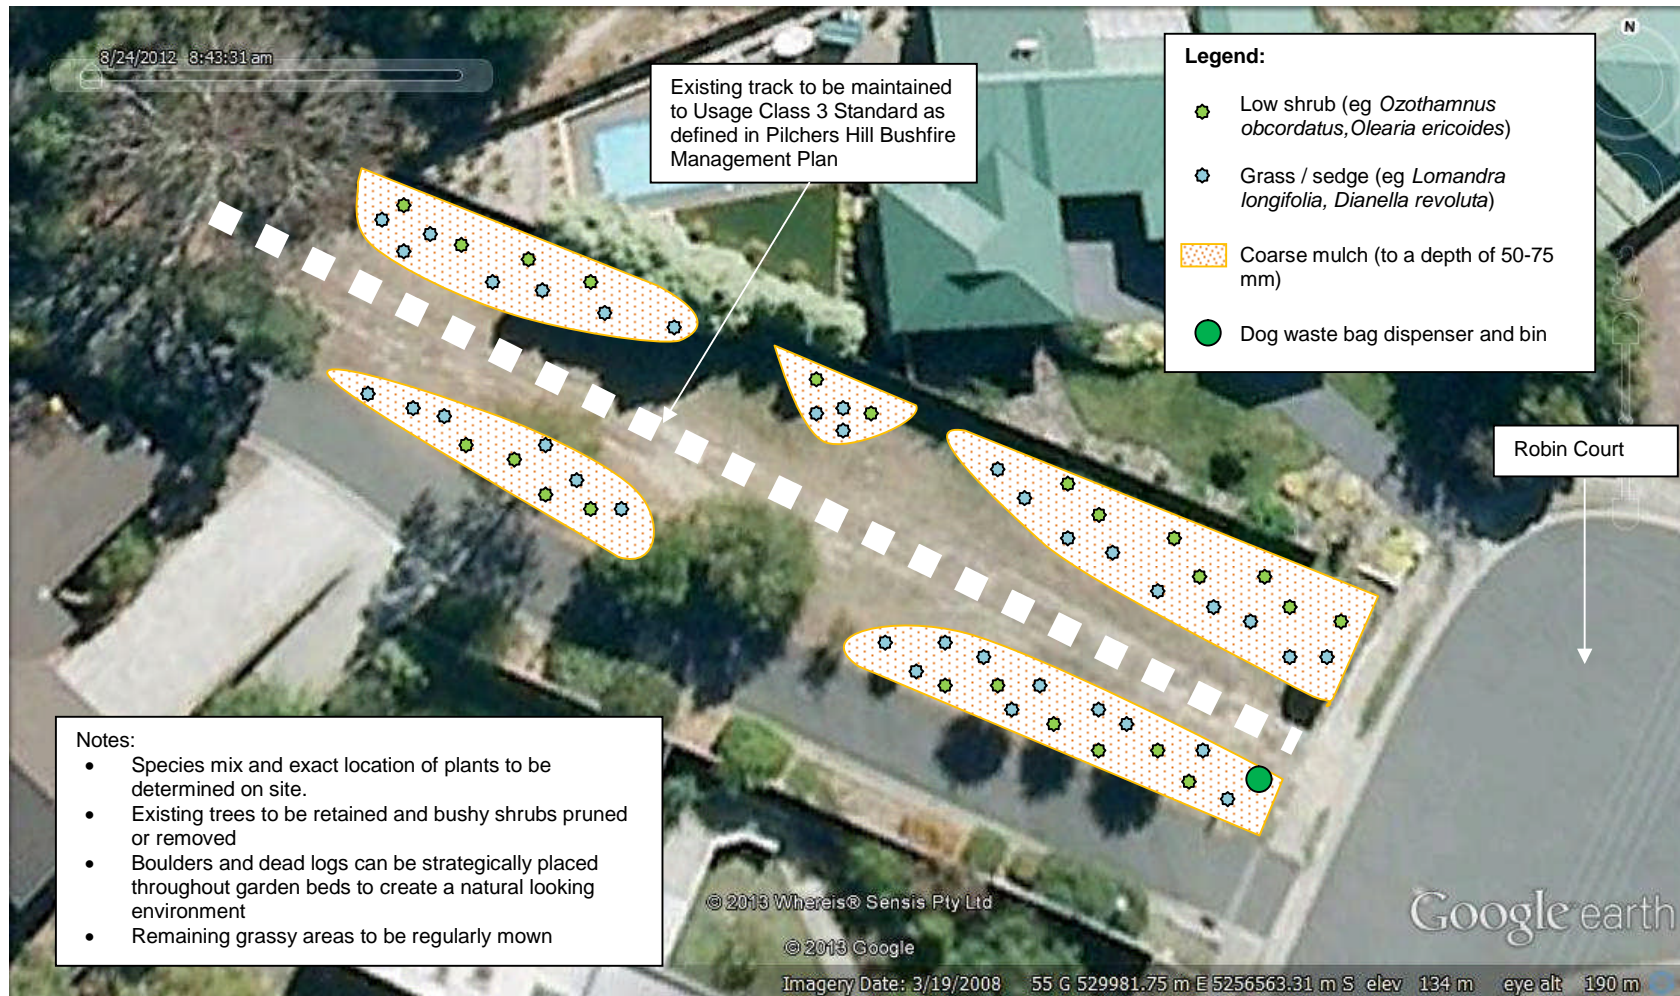 8/24/2012 8:43:31 am
N
Existing track to be maintained
to Usage Class 3 Standard as
defined in Pilchers Hill Bushfire
Management Plan
Legend:
Low shrub (eg Ozothamnus
obcordatus,Olearia ericoides)
Grass / sedge (eg Lomandra
longifolia, Dianella revoluta)
Coarse mulch (to a depth of 50-75
mm)
Dog waste bag dispenser and bin
Robin Court
Notes:
• Species mix and exact location of plants to be
determined on site.
• Existing trees to be retained and bushy shrubs pruned
or removed
• Boulders and dead logs can be strategically placed
throughout garden beds to create a natural looking
environment
• Remaining grassy areas to be regularly mown
© 2013 Whereis® Sensis Pty Ltd
© 2013 Google
Google earth
Imagery Date: 3/19/2008 55 G 529981.75 m E 5256563.31 m S elev 134 m eye alt 190 m